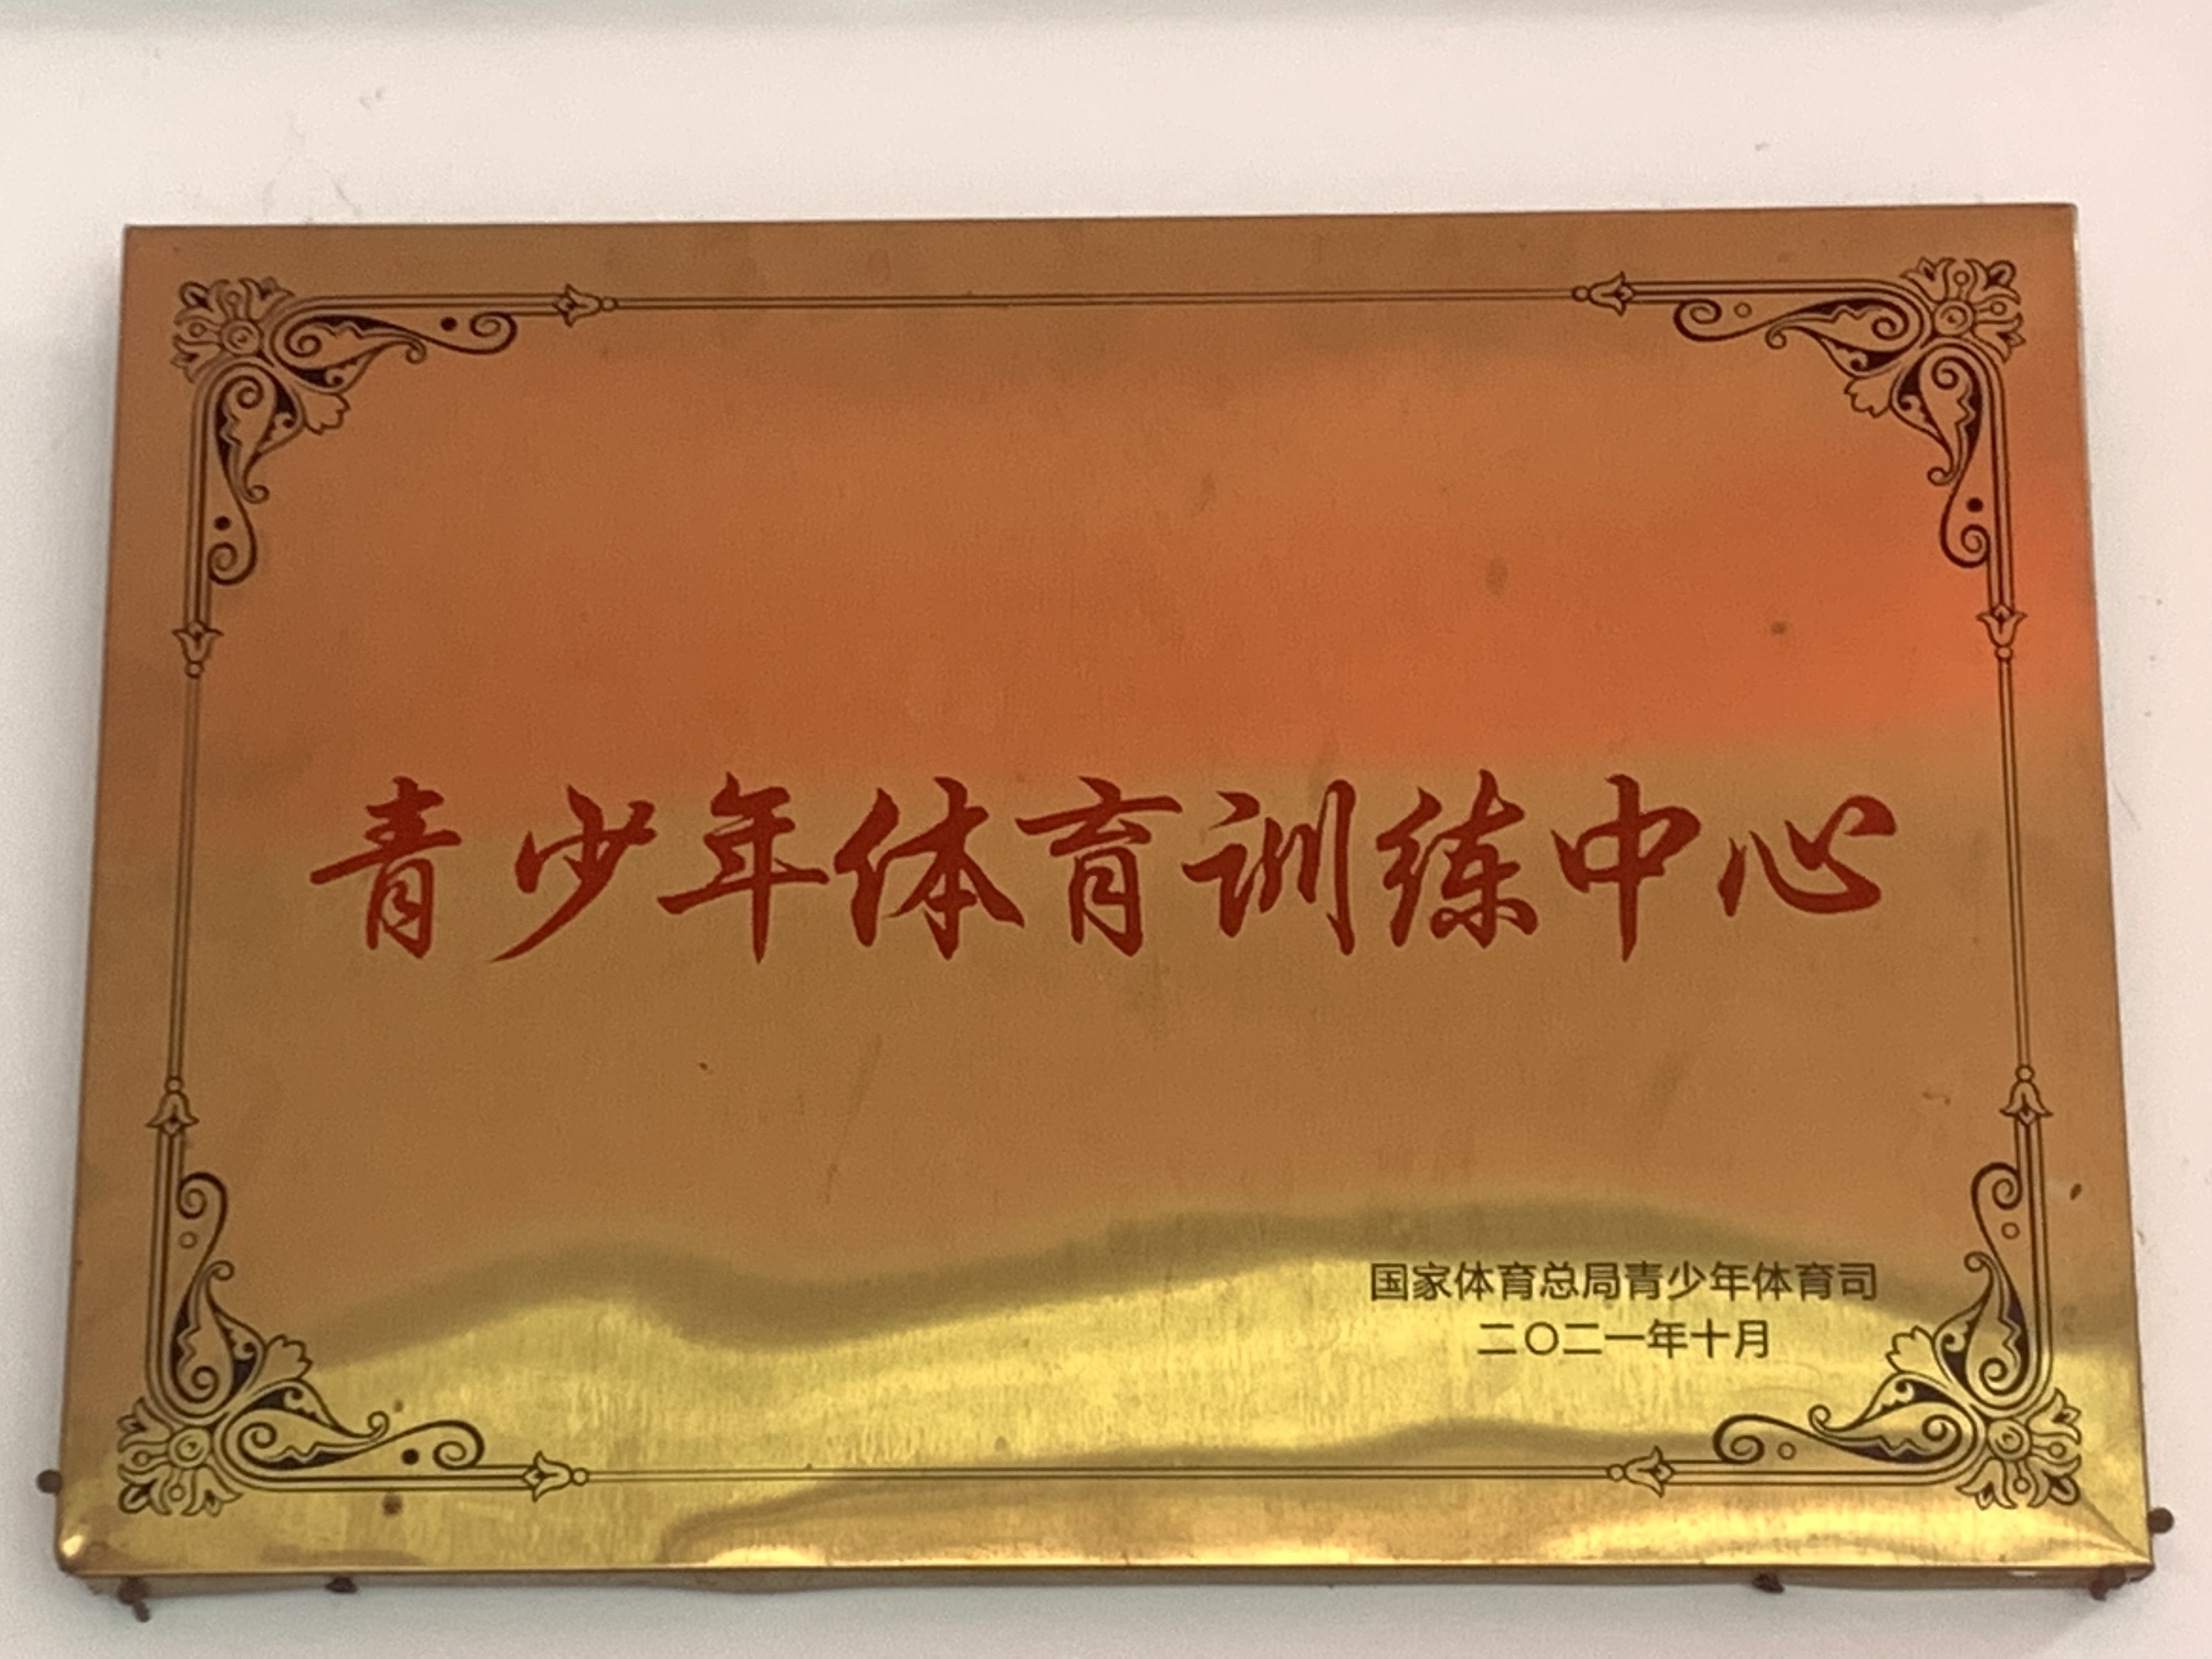 青少年体育训练中心
国家体育总局青少年体育司
二〇二一年十月